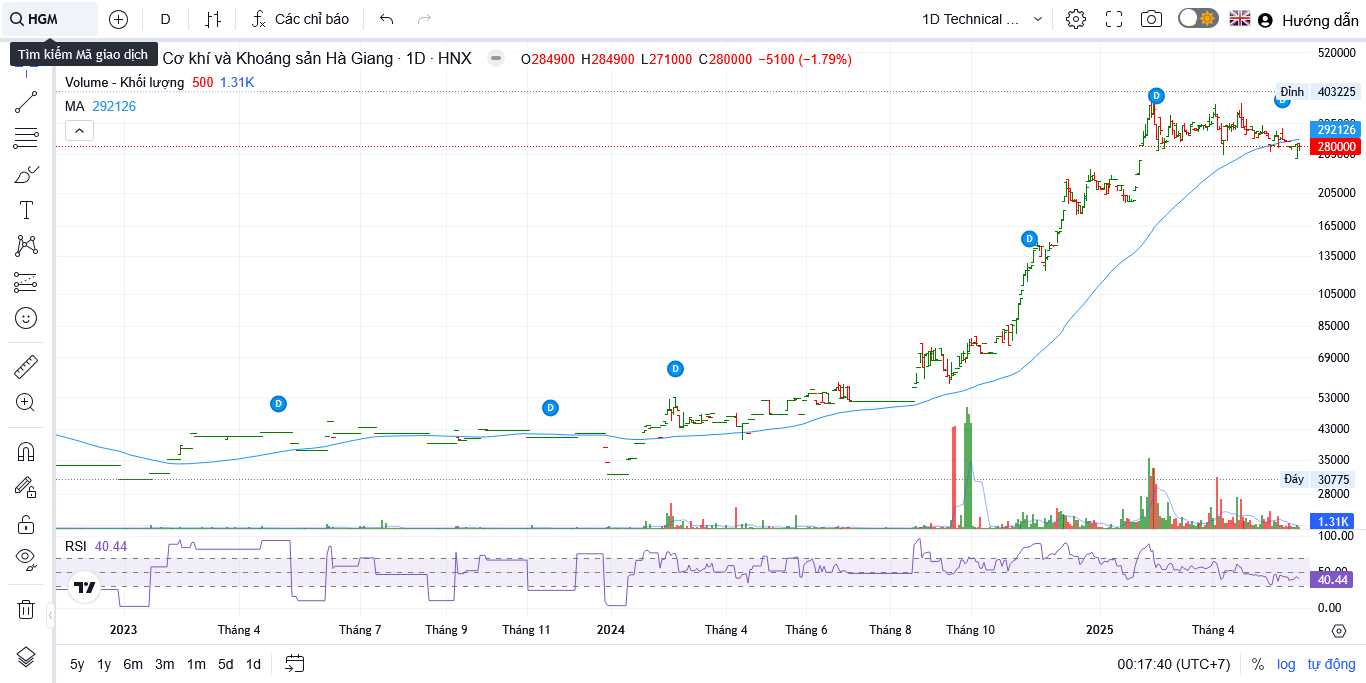 HGM
D
Các chỉ báo
1D Technical ...
Hướng dẫn
Tìm kiếm Mã giao dịch
Cơ khí và Khoáng sản Hà Giang · 1D · HNX
O284900 H284900 L271000 C280000 −5100 (−1.79%)
Volume - Khối lượng 500 1.31K
MA 292126
520000
Đỉnh 403225
292126
280000
205000
165000
135000
105000
85000
69000
53000
43000
35000
Đáy 30775
28000
1.31K
D
D
D
D
D
RSI 40.44
100.00
50.00
40.44
0.00
2023
Tháng 4
Tháng 7
Tháng 9
Tháng 11
2024
Tháng 4
Tháng 6
Tháng 8
Tháng 10
2025
Tháng 4
5y 1y 6m 3m 1m 5d 1d
00:17:40 (UTC+7)
% log tự động